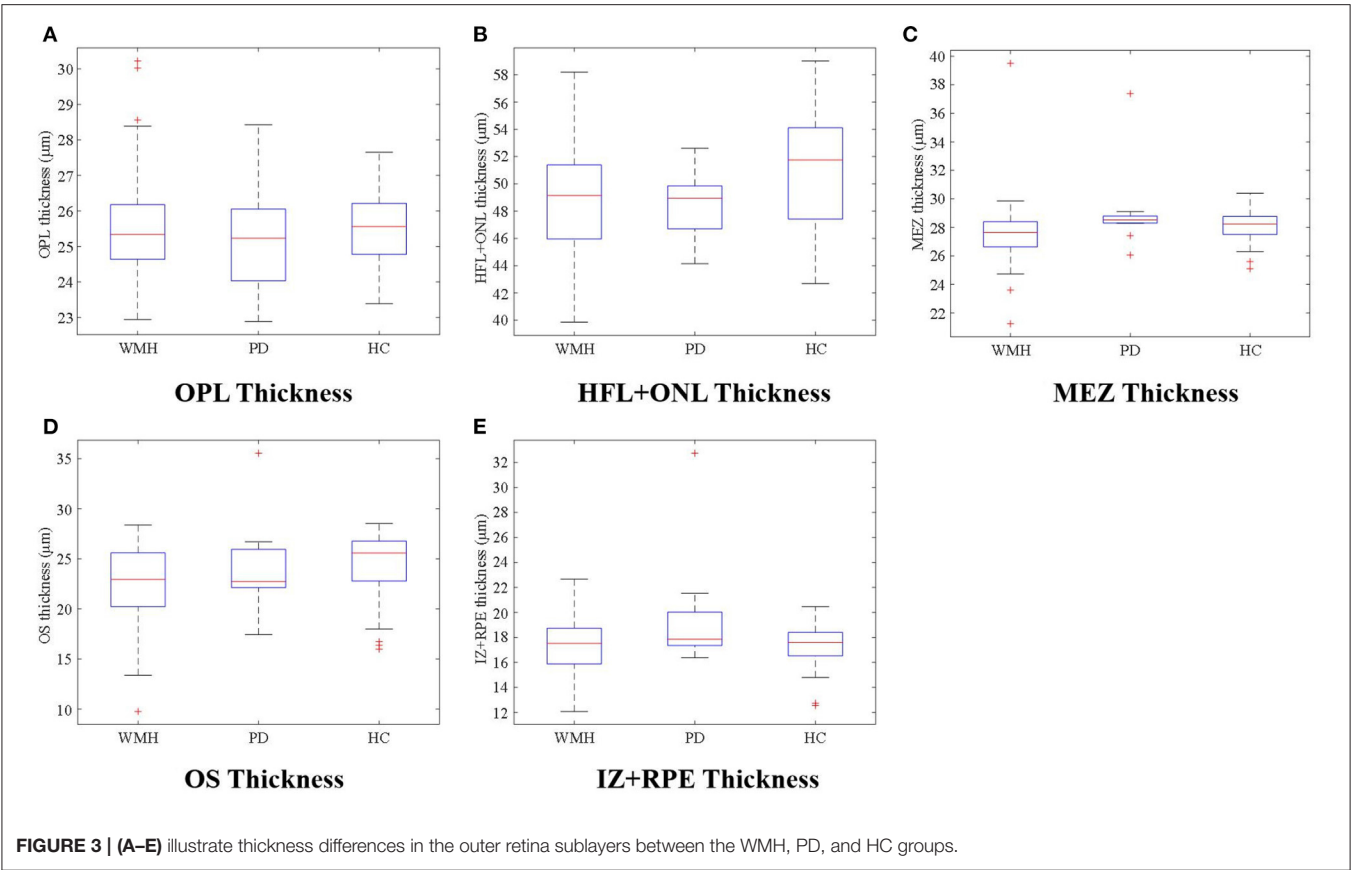 A
OPL thickness (μm)
30
29
28
27
26
25
24
23
WMH PD HC
OPL Thickness
B
HFL+ONL thickness (μm)
58
56
54
52
50
48
46
44
42
40
WMH PD HC
HFL+ONL Thickness
C
MEZ thickness (μm)
40
38
36
34
32
30
28
26
24
22
WMH PD HC
MEZ Thickness
D
OS thickness (μm)
35
30
25
20
15
10
WMH PD HC
OS Thickness
E
IZ+RPE thickness (μm)
32
30
28
26
24
22
20
18
16
14
12
WMH PD HC
IZ+RPE Thickness
FIGURE 3 | (A–E) illustrate thickness differences in the outer retina sublayers between the WMH, PD, and HC groups.